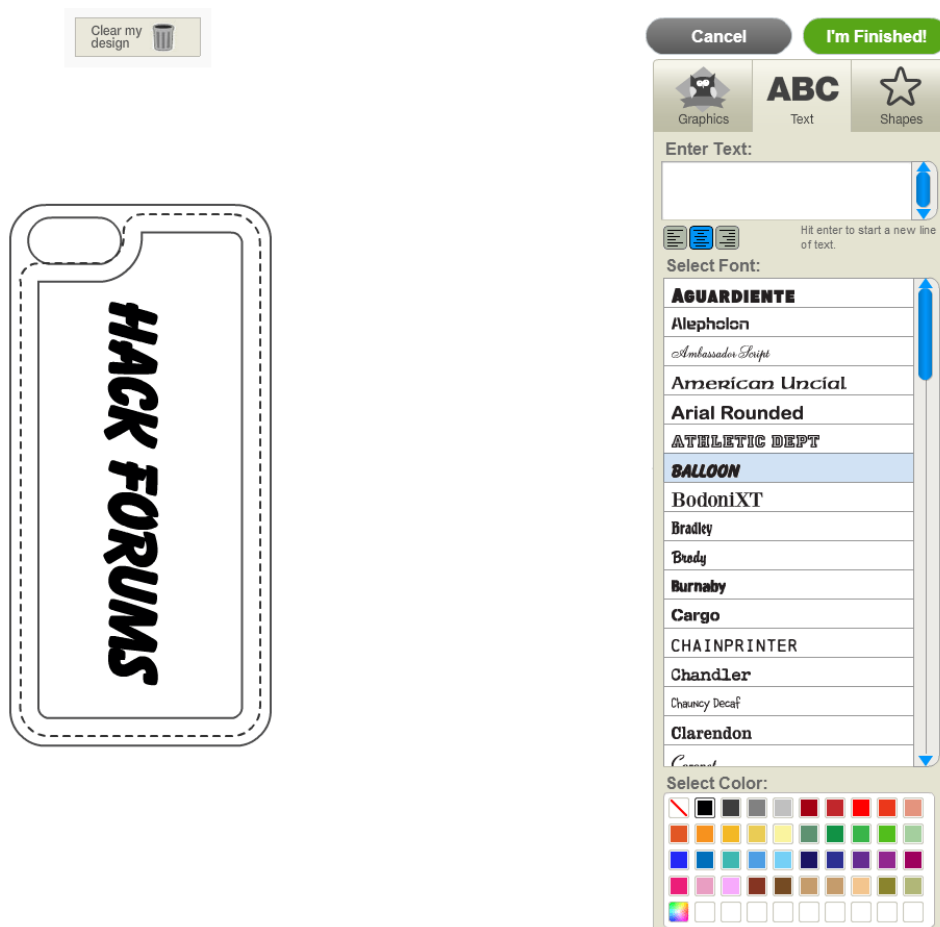 Clear my
design
Cancel
I'm Finished!
Graphics
ABC
Text
Shapes
Enter Text:
Hit enter to start a new line
of text.
Select Font:
AGUARDIENTE
Alepholon
Ambassador Script
American Uncial
Arial Rounded
ATHLETIC DEPT
BALLOON
BodoniXT
Bradley
Brody
Burnaby
Cargo
CHAINPRINTER
Chandler
Chauncy Decaf
Clarendon
Coronet
Select Color:
HACK FORUMS